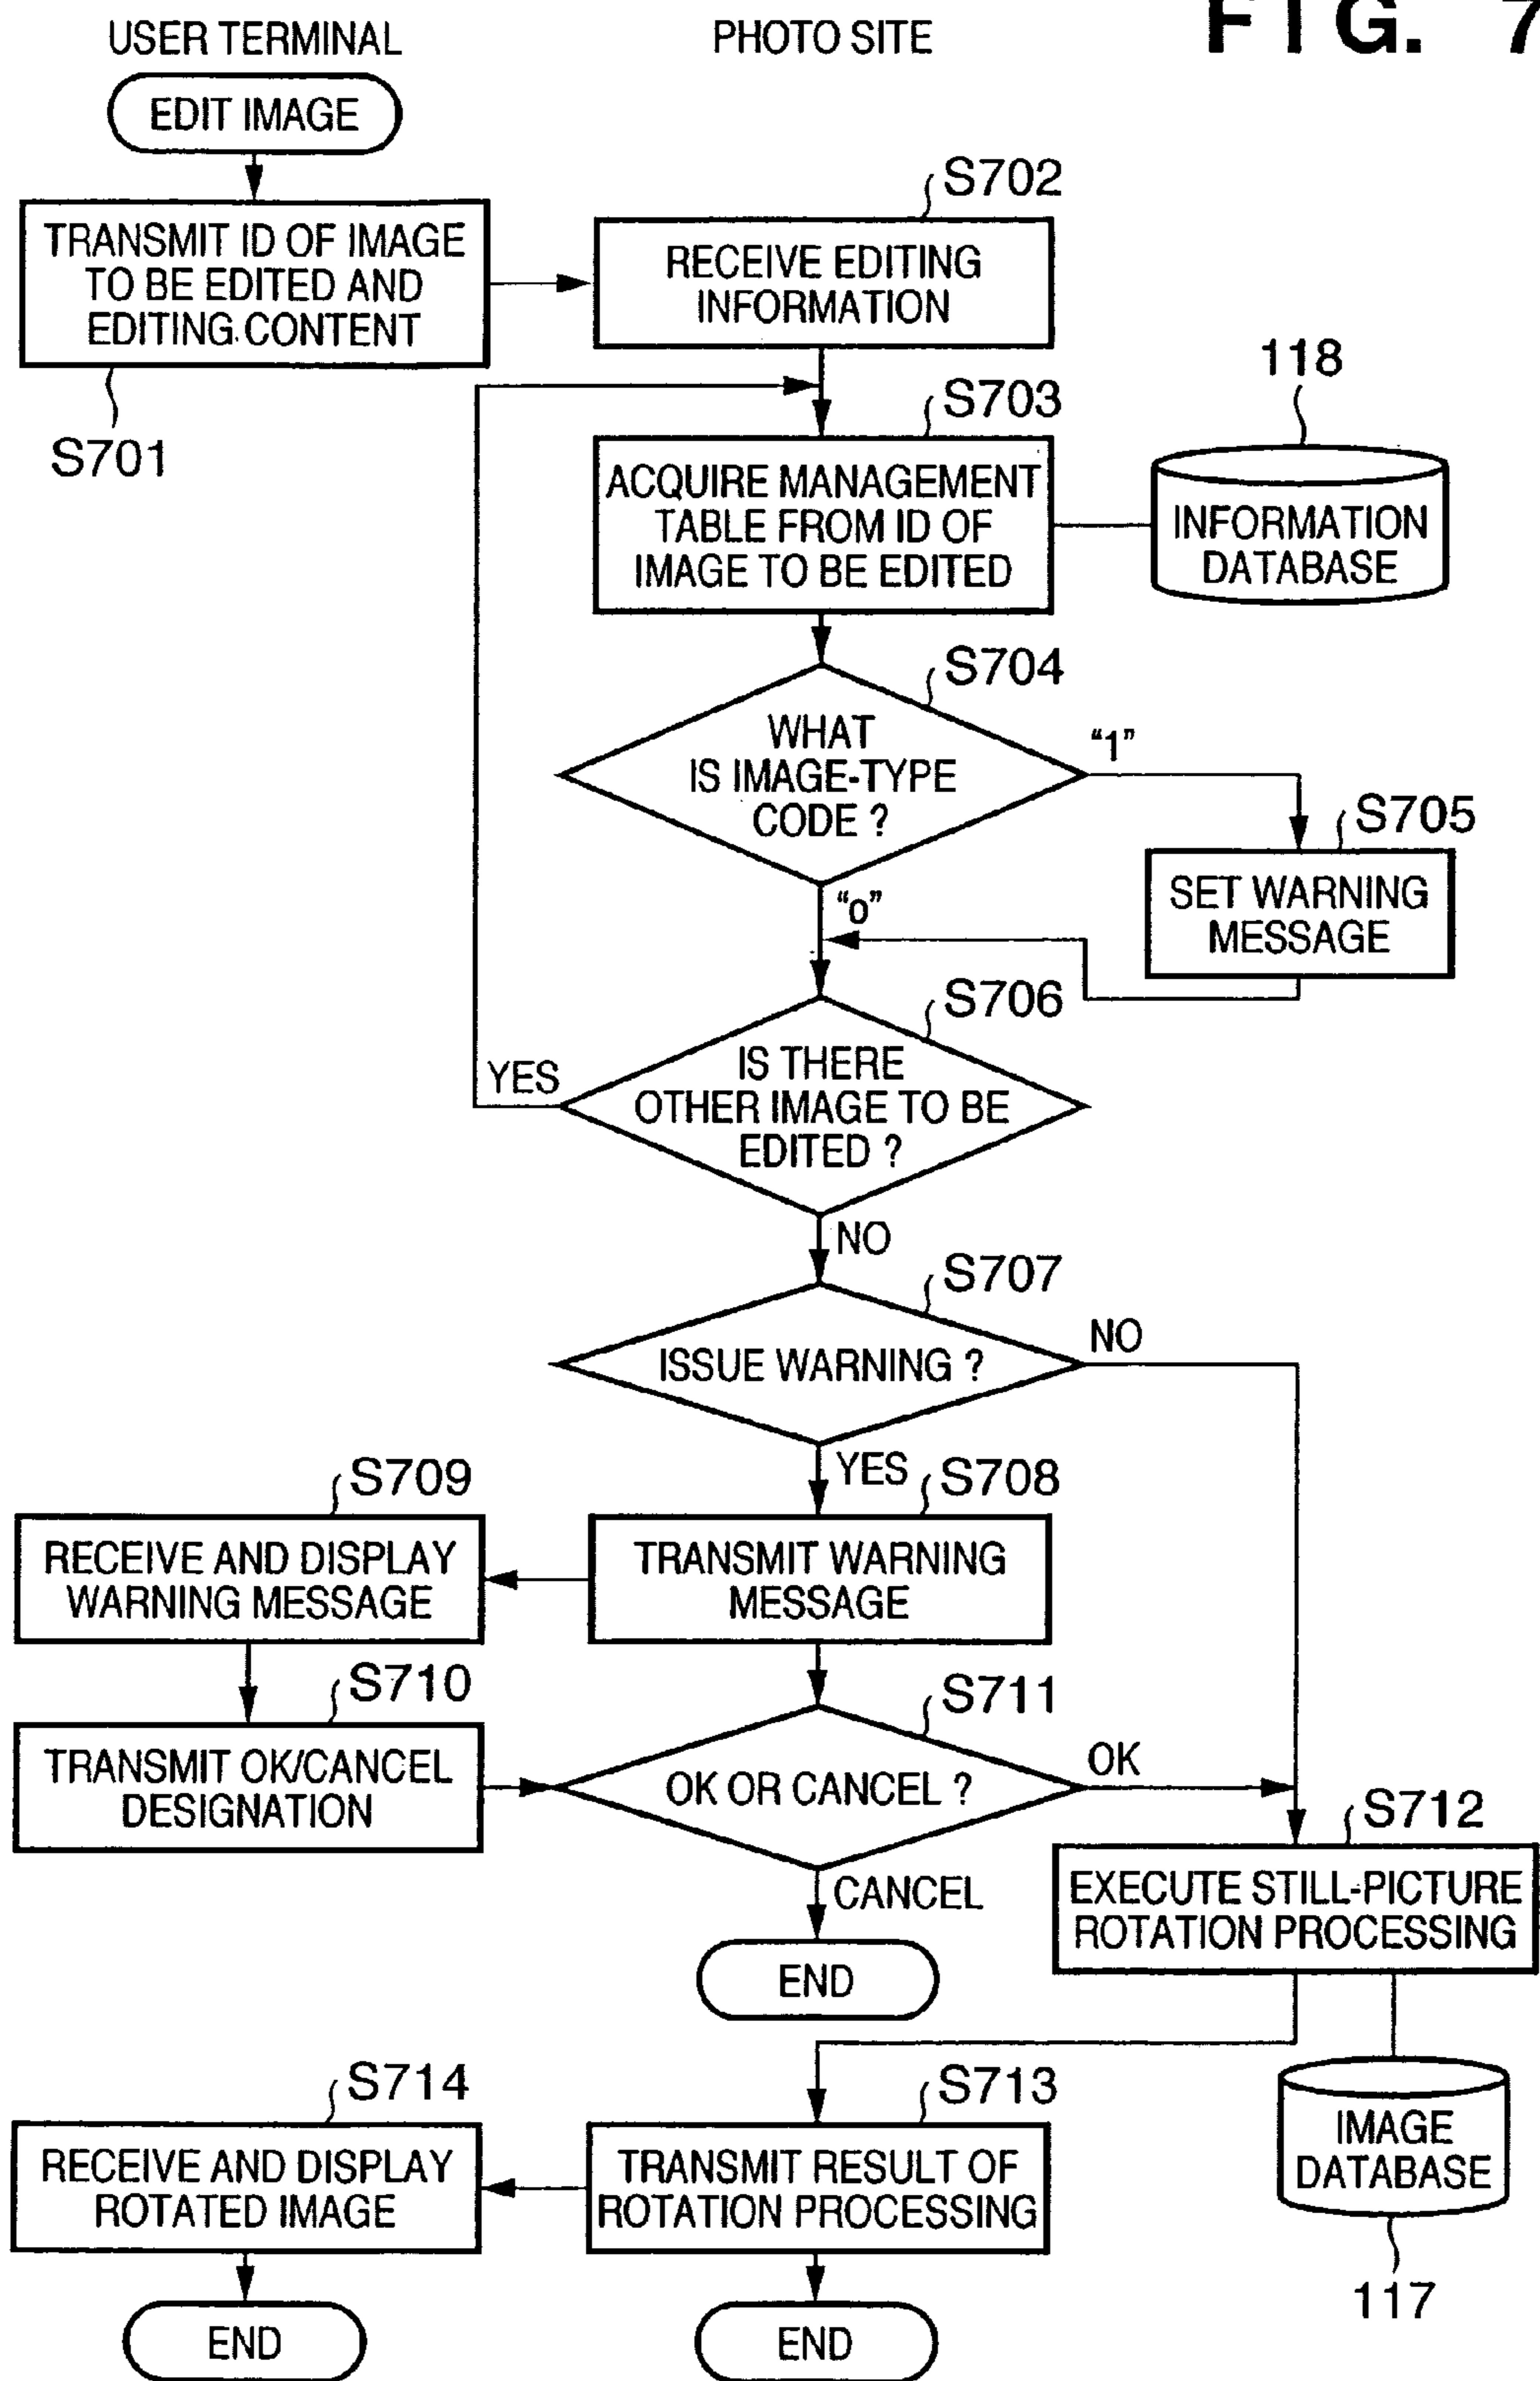 FIG. 7
USER TERMINAL
PHOTO SITE
EDIT IMAGE
TRANSMIT ID OF IMAGE
TO BE EDITED AND
EDITING CONTENT
S701
S702
RECEIVE EDITING
INFORMATION
S703
ACQUIRE MANAGEMENT
TABLE FROM ID OF
IMAGE TO BE EDITED
118
INFORMATION
DATABASE
S704
WHAT
IS IMAGE-TYPE
CODE ?
"1"
S705
SET WARNING
MESSAGE
"0"
S706
IS THERE
OTHER IMAGE TO BE
EDITED ?
YES
NO
S707
ISSUE WARNING ?
NO
YES
S708
TRANSMIT WARNING
MESSAGE
S709
RECEIVE AND DISPLAY
WARNING MESSAGE
S710
TRANSMIT OK/CANCEL
DESIGNATION
S711
OK OR CANCEL ?
OK
CANCEL
END
S712
EXECUTE STILL-PICTURE
ROTATION PROCESSING
IMAGE
DATABASE
117
S713
TRANSMIT RESULT OF
ROTATION PROCESSING
S714
RECEIVE AND DISPLAY
ROTATED IMAGE
END
END